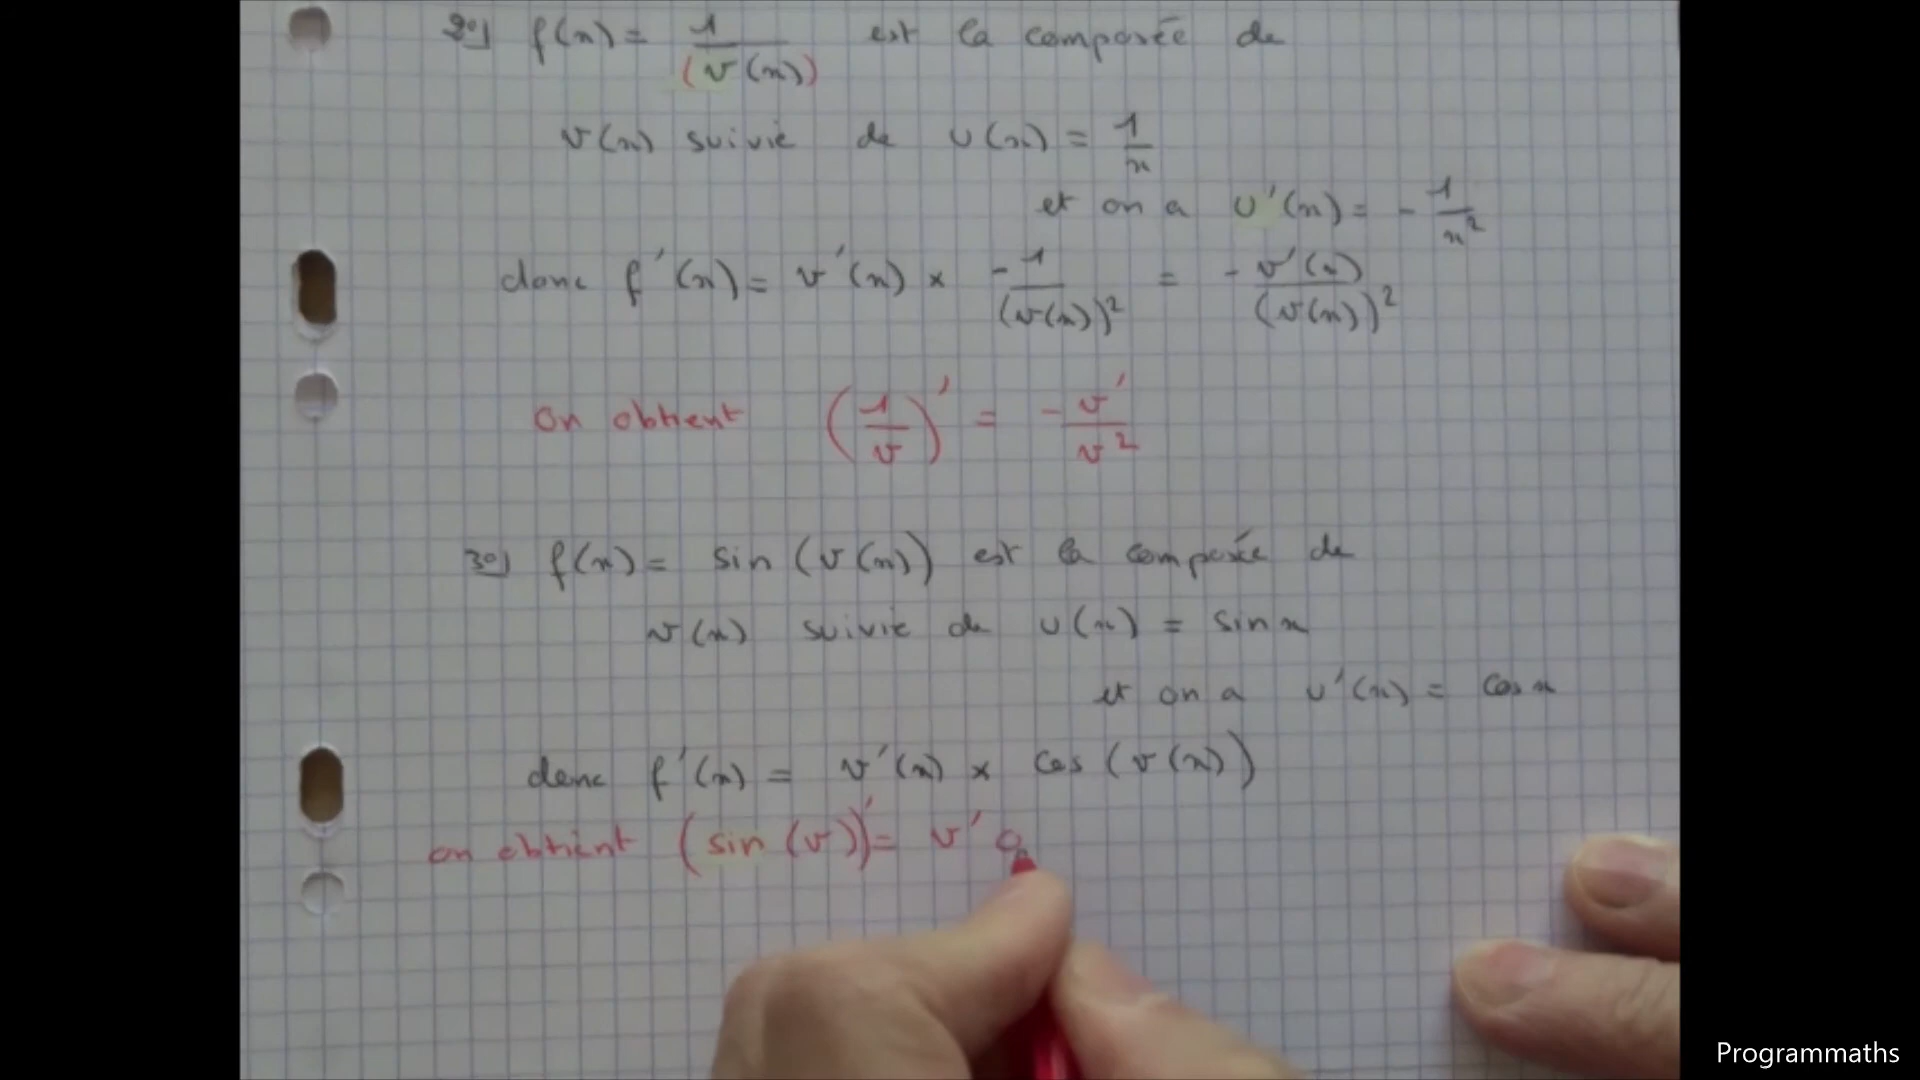 2°) f(x) = 1/(v(x)) est la composée de
v(x) suivie de u(x) = 1/x
et on a u'(x) = - 1/x²
donc f'(x) = v'(x) × -1/(v(x))² = - v'(x)/(v(x))²
on obtient (1/v)' = - v'/v²
3°) f(x) = sin (v(x)) est la composée de
v(x) suivie de u(x) = sin x
et on a u'(x) = cos x
donc f'(x) = v'(x) × cos (v(x))
on obtient (sin (v))' = v' c
Programmaths